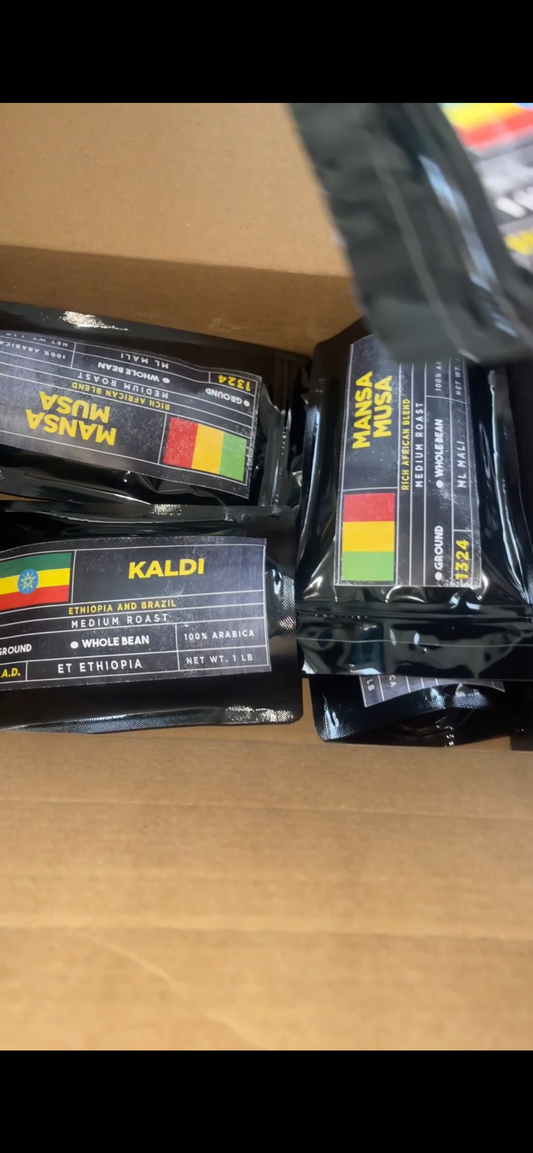 MANSA
MUSA
RICH AFRICAN BLEND
MEDIUM ROAST
● GROUND ● WHOLE BEAN
1324 ML MALI
100% ARABICA
MANSA
MUSA
RICH AFRICAN BLEND
MEDIUM ROAST
● GROUND ● WHOLE BEAN
1324 ML MALI
NET WT.
KALDI
ETHIOPIA AND BRAZIL
MEDIUM ROAST
GROUND ● WHOLE BEAN 100% ARABICA
A.D. ET ETHIOPIA NET WT. 1 LB
LB